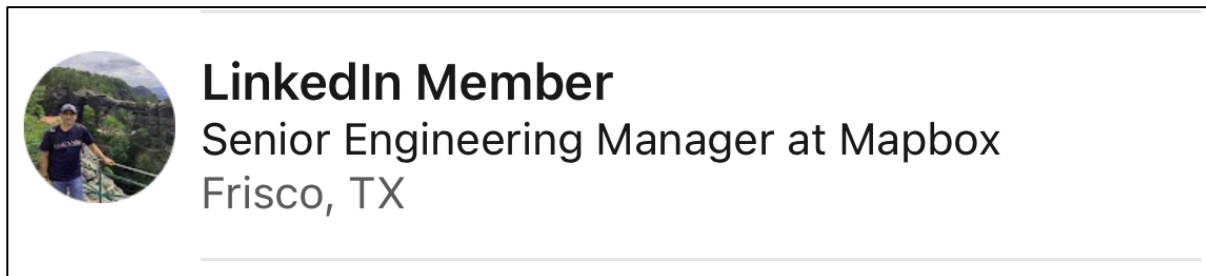 LinkedIn Member
Senior Engineering Manager at Mapbox
Frisco, TX